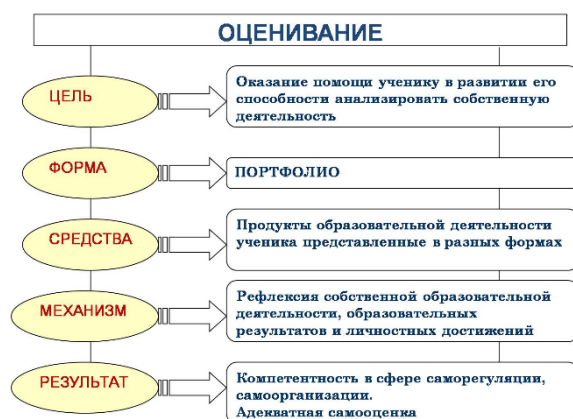 ОЦЕНИВАНИЕ
ЦЕЛЬ
Оказание помощи ученику в развитии его
способности анализировать собственную
деятельность
ФОРМА
ПОРТФОЛИО
СРЕДСТВА
Продукты образовательной деятельности
ученика представленные в разных формах
МЕХАНИЗМ
Рефлексия собственной образовательной
деятельности, образовательных
результатов и личностных достижений
РЕЗУЛЬТАТ
Компетентность в сфере саморегуляции,
самоорганизации.
Адекватная самооценка